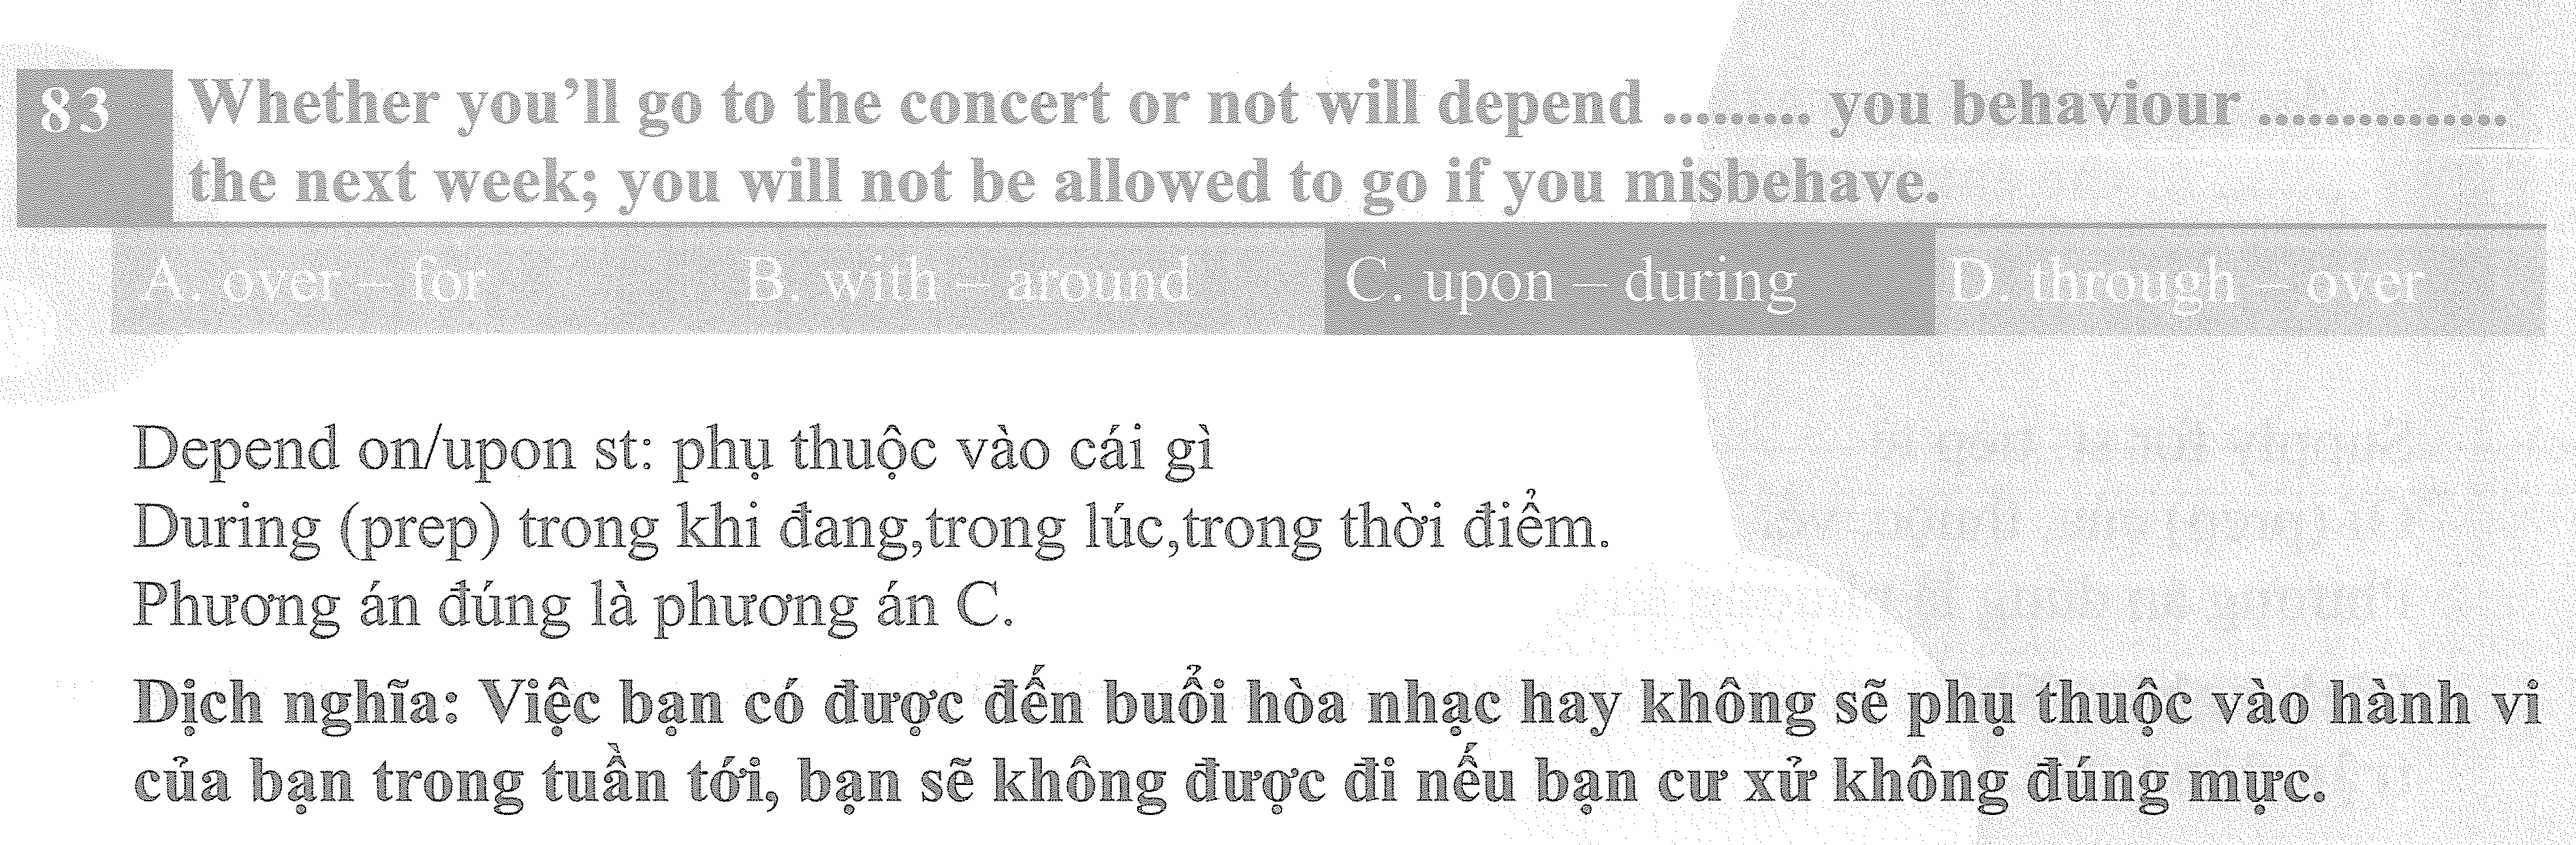 83 Whether you’ll go to the concert or not will depend ......... you behaviour ...............
the next week; you will not be allowed to go if you misbehave.
A. over – for B. with – around C. upon – during D. through – over
Depend on/upon st: phụ thuộc vào cái gì
During (prep) trong khi đang,trong lúc,trong thời điểm.
Phương án đúng là phương án C.
Dịch nghĩa: Việc bạn có được đến buổi hòa nhạc hay không sẽ phụ thuộc vào hành vi
của bạn trong tuần tới, bạn sẽ không được đi nếu bạn cư xử không đúng mực.